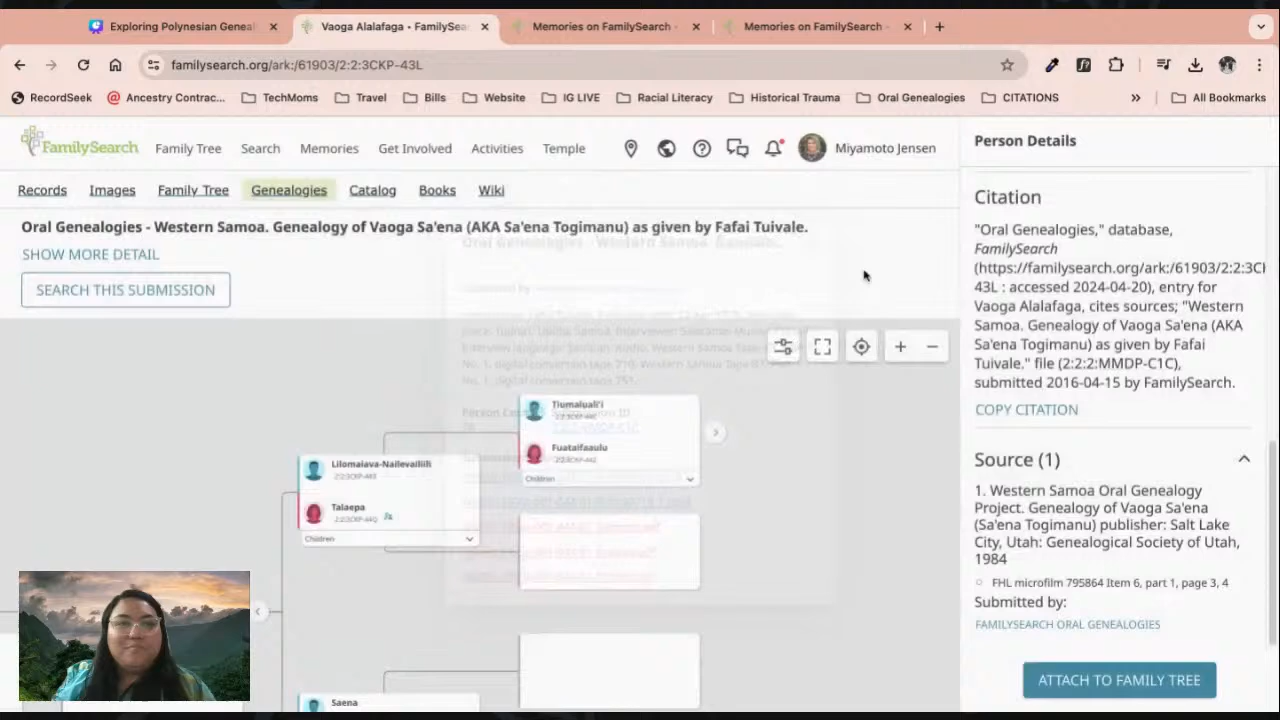 Exploring Polynesian Geneal
Vaoga Alalafaga • FamilySea
Memories on FamilySearch -
Memories on FamilySearch -
familysearch.org/ark:/61903/2:2:3CKP-43L
RecordSeek
Ancestry Contrac...
TechMoms
Travel
Bills
Website
IG LIVE
Racial Literacy
Historical Trauma
Oral Genealogies
CITATIONS
»
All Bookmarks
FamilySearch
Family Tree
Search
Memories
Get Involved
Activities
Temple
Miyamoto Jensen
Records
Images
Family Tree
Genealogies
Catalog
Books
Wiki
Oral Genealogies - Western Samoa. Genealogy of Vaoga Sa'ena (AKA Sa'ena Togimanu) as given by Fafai Tuivale.
SHOW MORE DETAIL
SEARCH THIS SUBMISSION
Tiumaluali'i
Fuataifaaulu
Children
Lilomaiava-Nailevailiili
Talaepa
Children
Saena
Person Details
Citation
"Oral Genealogies," database,
FamilySearch
(https://familysearch.org/ark:/61903/2:2:3CI
43L : accessed 2024-04-20), entry for
Vaoga Alalafaga, cites sources; "Western
Samoa. Genealogy of Vaoga Sa'ena (AKA
Sa'ena Togimanu) as given by Fafai
Tuivale." file (2:2:2:MMDP-C1C),
submitted 2016-04-15 by FamilySearch.
COPY CITATION
Source (1)
1. Western Samoa Oral Genealogy
Project. Genealogy of Vaoga Sa'ena
(Sa'ena Togimanu) publisher: Salt Lake
City, Utah: Genealogical Society of Utah,
1984
FHL microfilm 795864 Item 6, part 1, page 3, 4
Submitted by:
FAMILYSEARCH ORAL GENEALOGIES
ATTACH TO FAMILY TREE